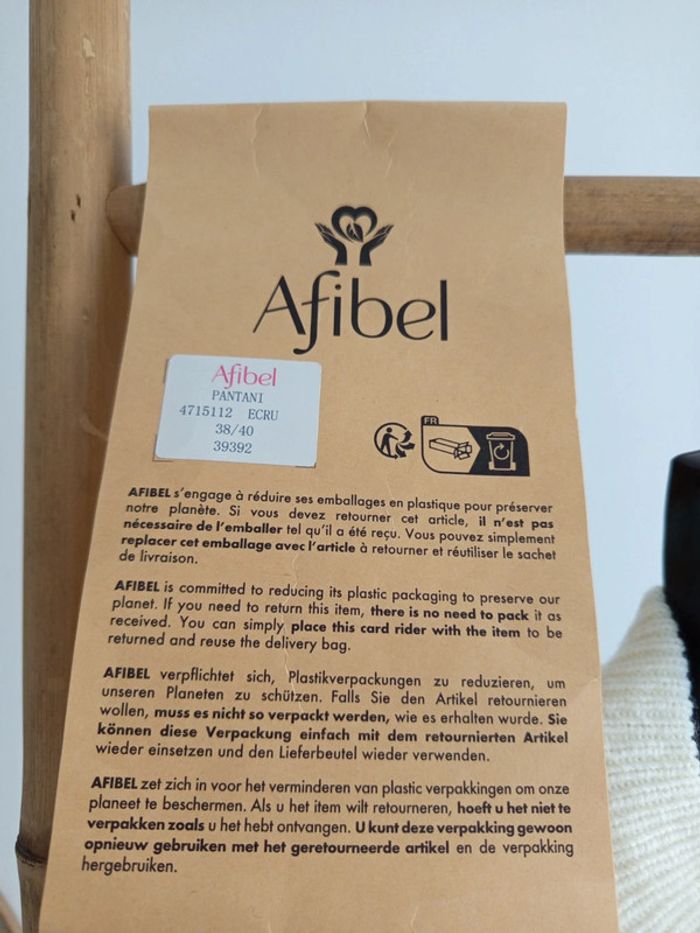 Afibel
Afibel
PANTANI
4715112 ECRU
38/40
39392
FR
AFIBEL s'engage à réduire ses emballages en plastique pour préserver
notre planète. Si vous devez retourner cet article, il n'est pas
nécessaire de l'emballer tel qu'il a été reçu. Vous pouvez simplement
replacer cet emballage avec l'article à retourner et réutiliser le sachet
de livraison.
AFIBEL is committed to reducing its plastic packaging to preserve our
planet. If you need to return this item, there is no need to pack it as
received. You can simply place this card rider with the item to be
returned and reuse the delivery bag.
AFIBEL verpflichtet sich, Plastikverpackungen zu reduzieren, um
unseren Planeten zu schützen. Falls Sie den Artikel retournieren
wollen, muss es nicht so verpackt werden, wie es erhalten wurde. Sie
können diese Verpackung einfach mit dem retournierten Artikel
wieder einsetzen und den Lieferbeutel wieder verwenden.
AFIBEL zet zich in voor het verminderen van plastic verpakkingen om onze
planeet te beschermen. Als u het item wilt retourneren, hoeft u het niet te
verpakken zoals u het hebt ontvangen. U kunt deze verpakking gewoon
opnieuw gebruiken met het geretourneerde artikel en de verpakking
hergebruiken.